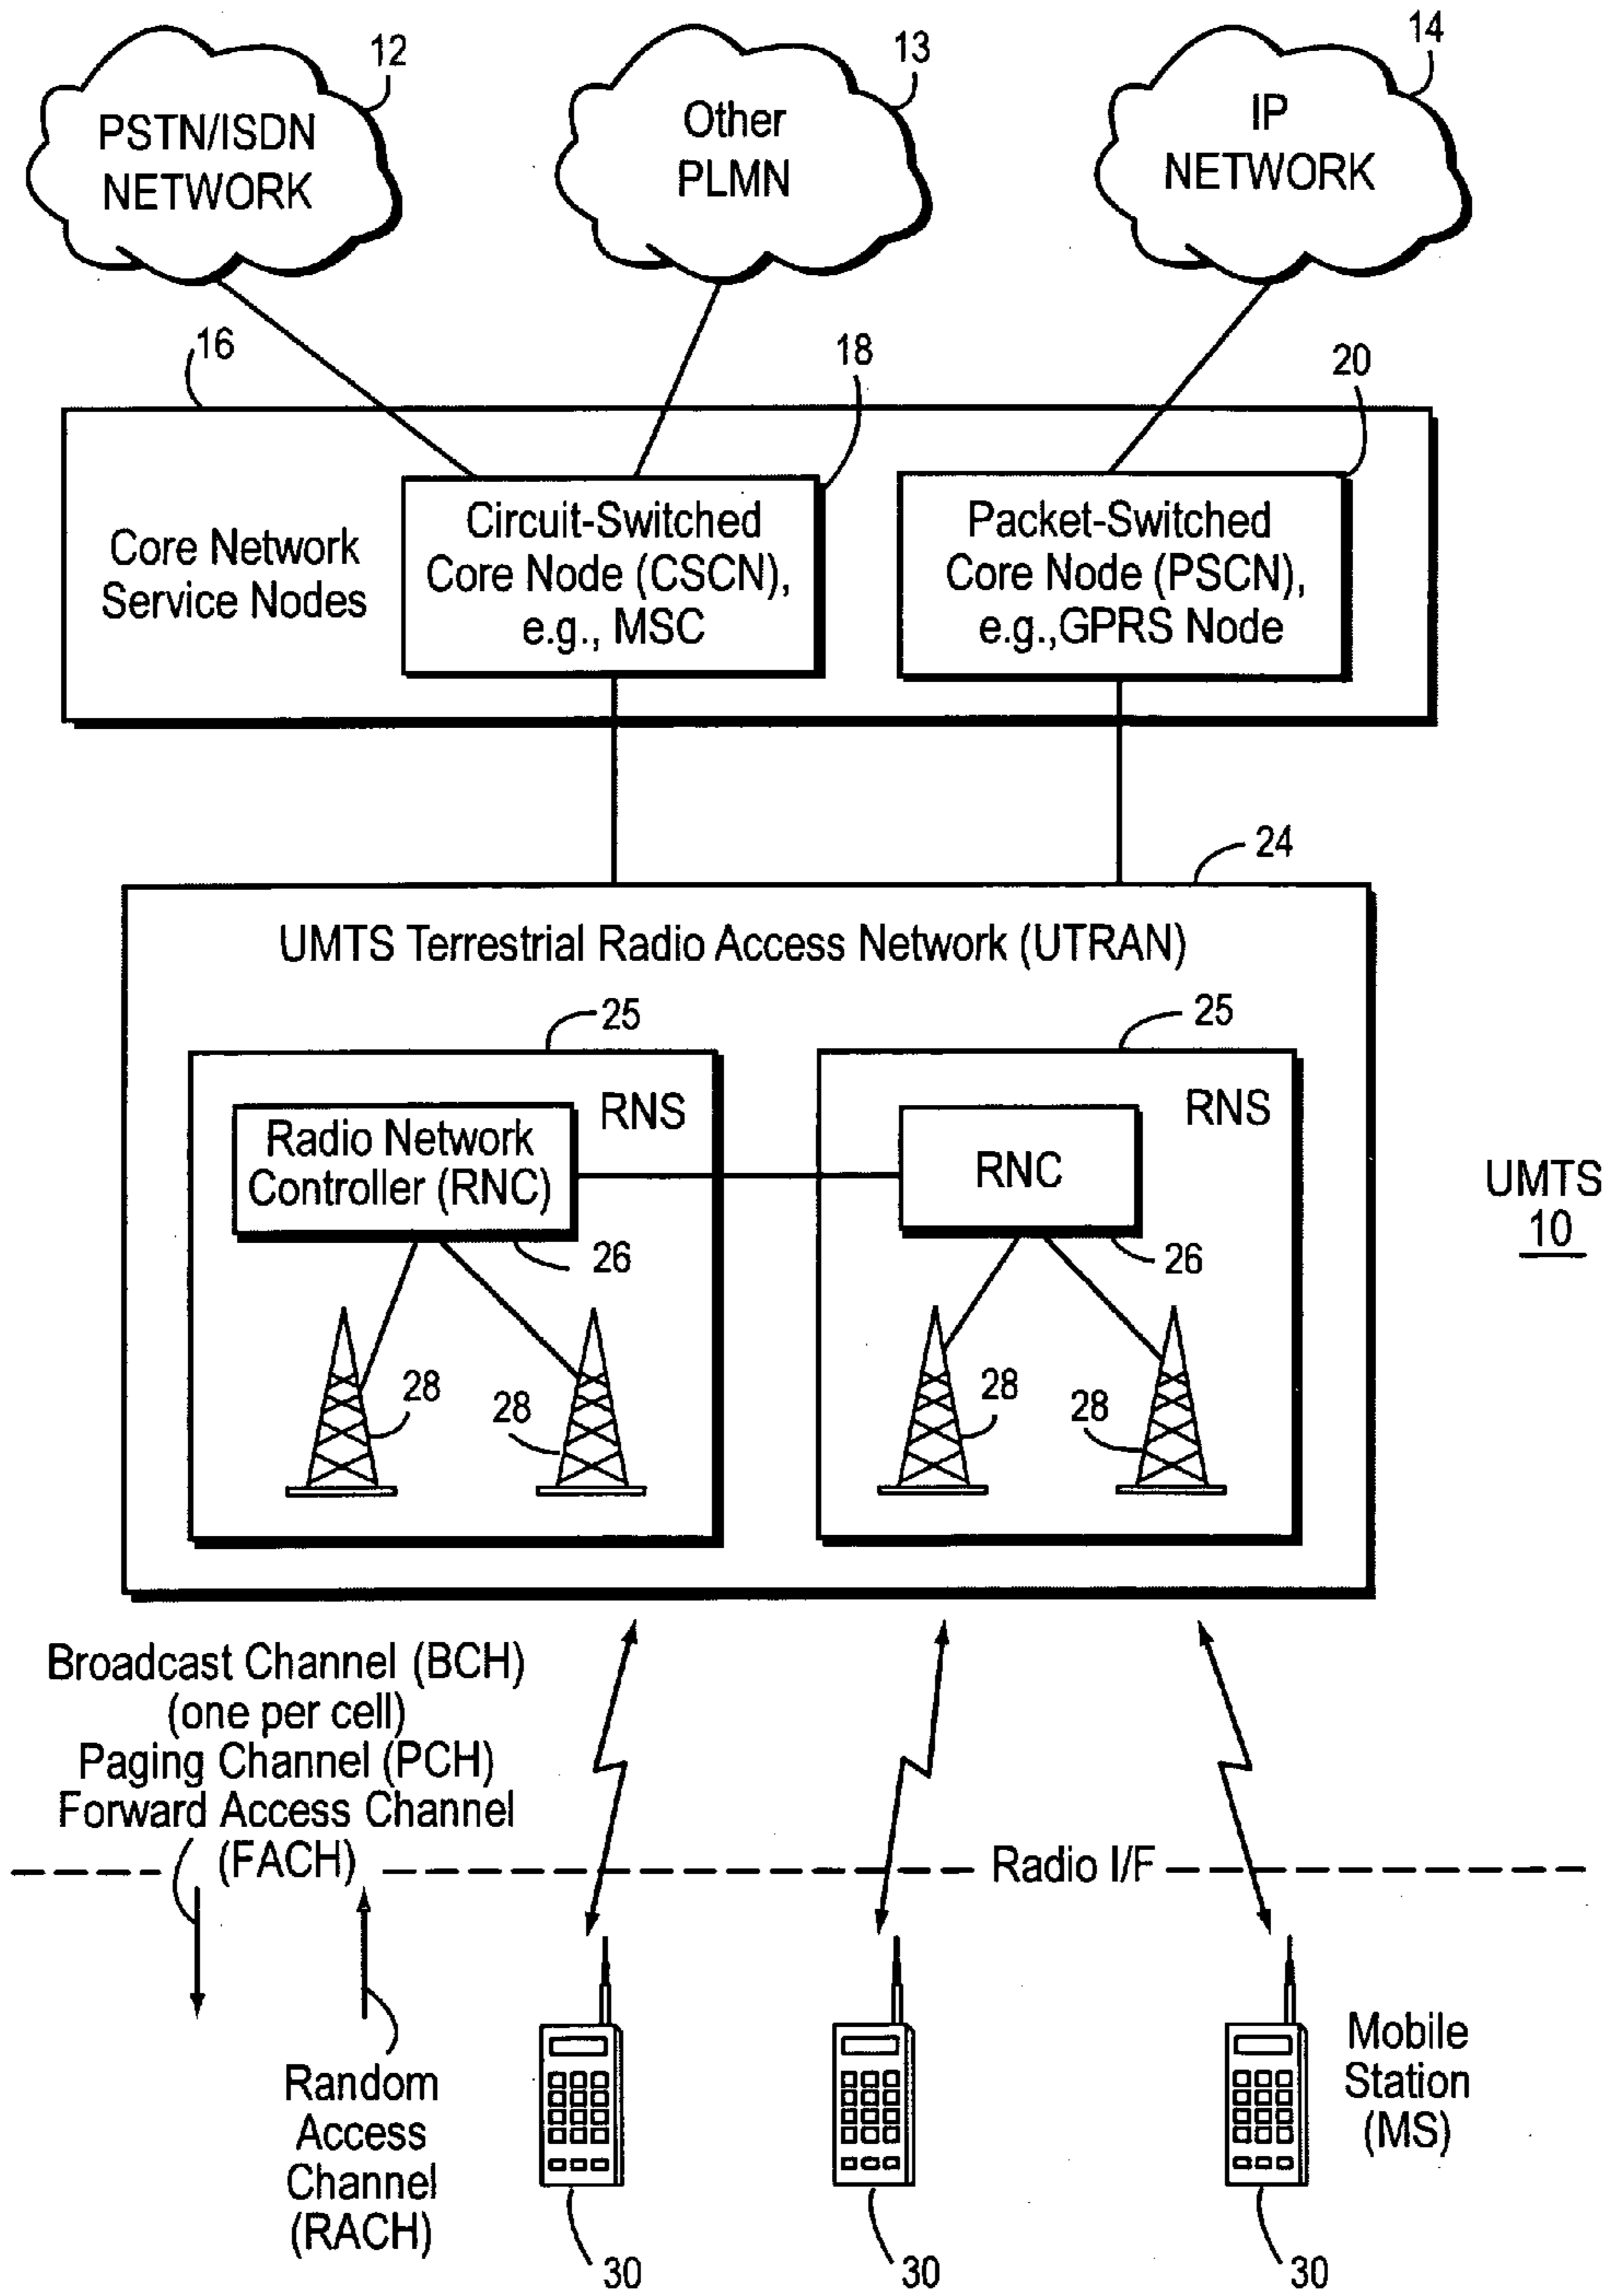 12
13
14
PSTN/ISDN
NETWORK
Other
PLMN
IP
NETWORK
16
18
20
Core Network
Service Nodes
Circuit-Switched
Core Node (CSCN),
e.g., MSC
Packet-Switched
Core Node (PSCN),
e.g.,GPRS Node
24
UMTS Terrestrial Radio Access Network (UTRAN)
25
25
RNS
RNS
Radio Network
Controller (RNC)
RNC
UMTS
10
26
26
28
28
28
28
Broadcast Channel (BCH)
(one per cell)
Paging Channel (PCH)
Forward Access Channel
(FACH)
Radio I/F
Random
Access
Channel
(RACH)
Mobile
Station
(MS)
30
30
30